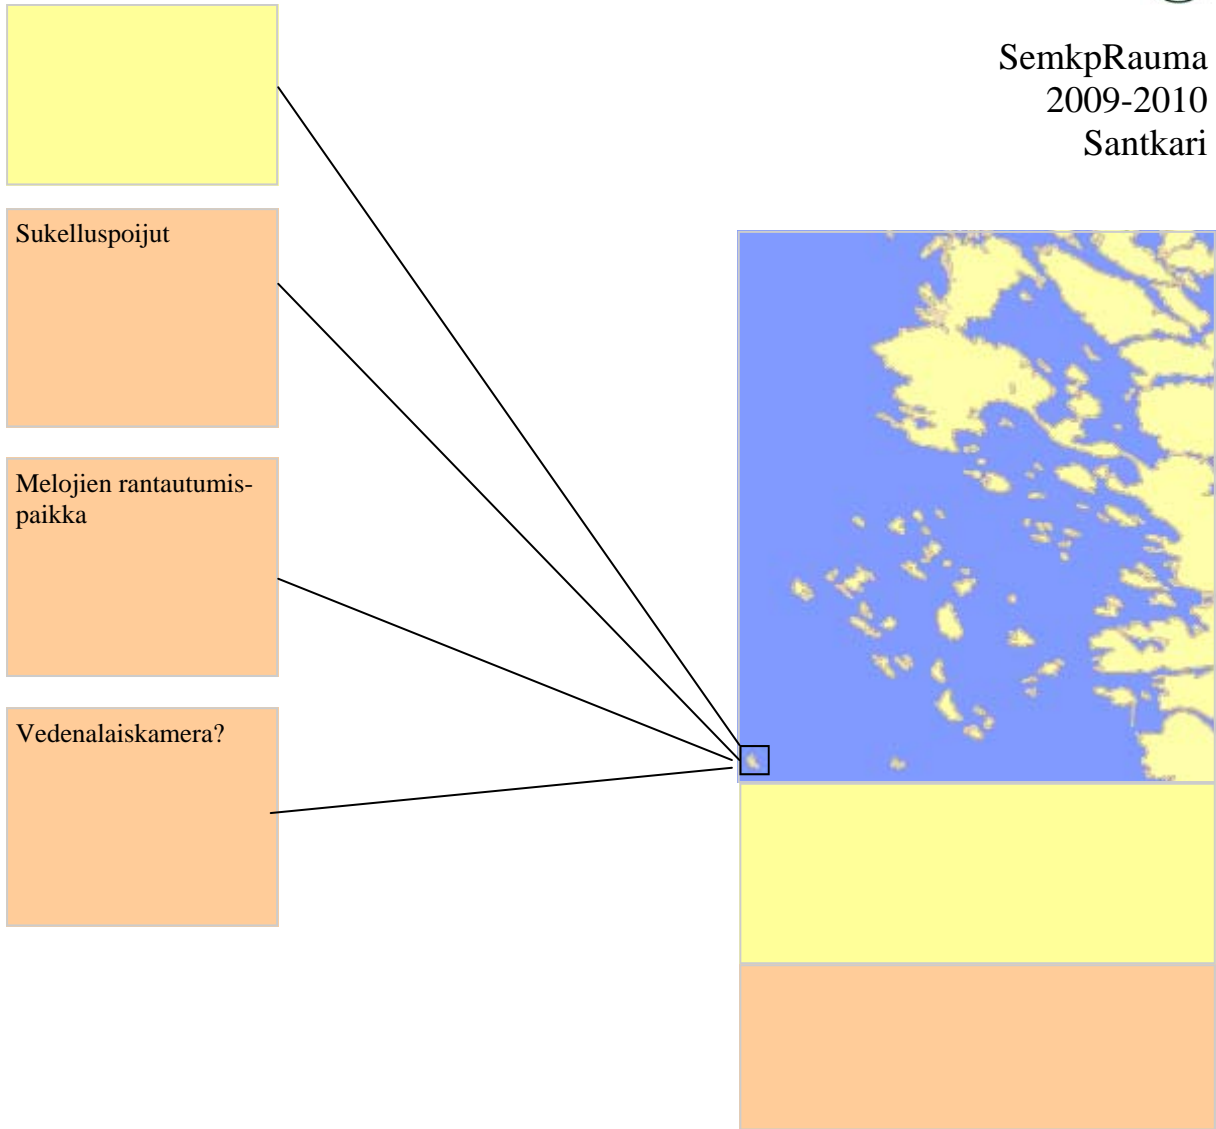 SemkpRauma
2009-2010
Santkari
Sukelluspoijut
Melojien rantautumis-
paikka
Vedenalaiskamera?